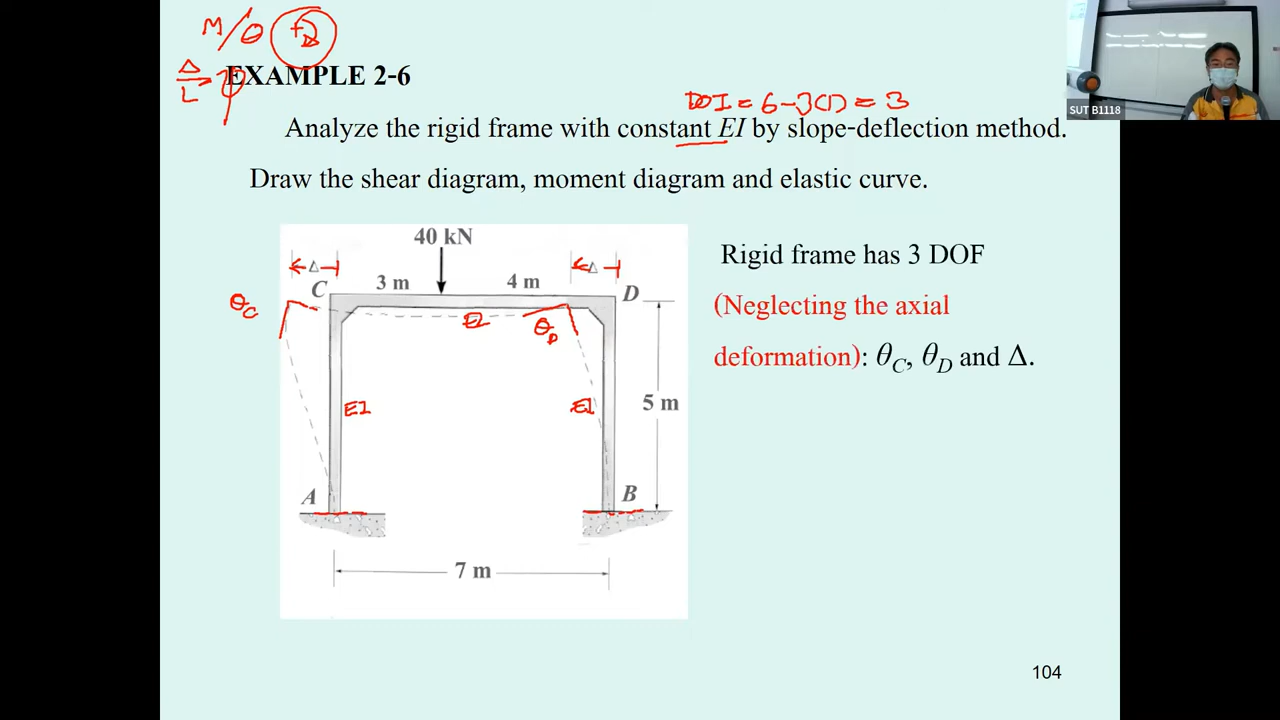 M/θ +⟲
Δ/L → ψ
EXAMPLE 2-6
DOI = 6-3(1) = 3
Analyze the rigid frame with constant EI by slope-deflection method.
Draw the shear diagram, moment diagram and elastic curve.
SUT B1118
40 kN
Δ
Δ
C
3 m
4 m
D
θC
EI
θD
EI
EI
5 m
A
B
7 m
Rigid frame has 3 DOF
(Neglecting the axial
deformation): θC, θD and Δ.
104